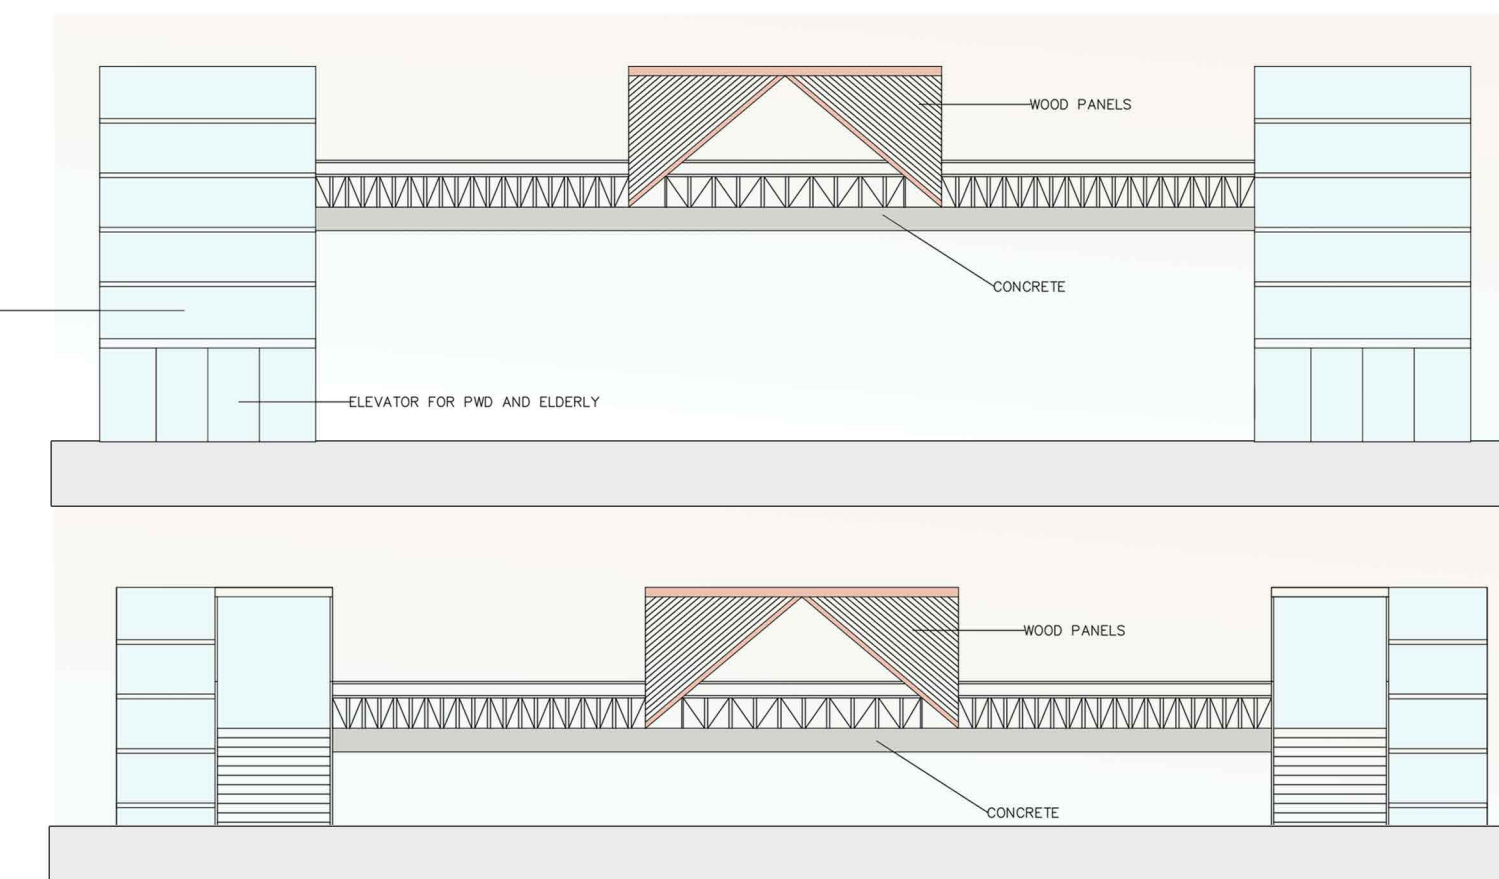 WOOD PANELS
CONCRETE
ELEVATOR FOR PWD AND ELDERLY
WOOD PANELS
CONCRETE